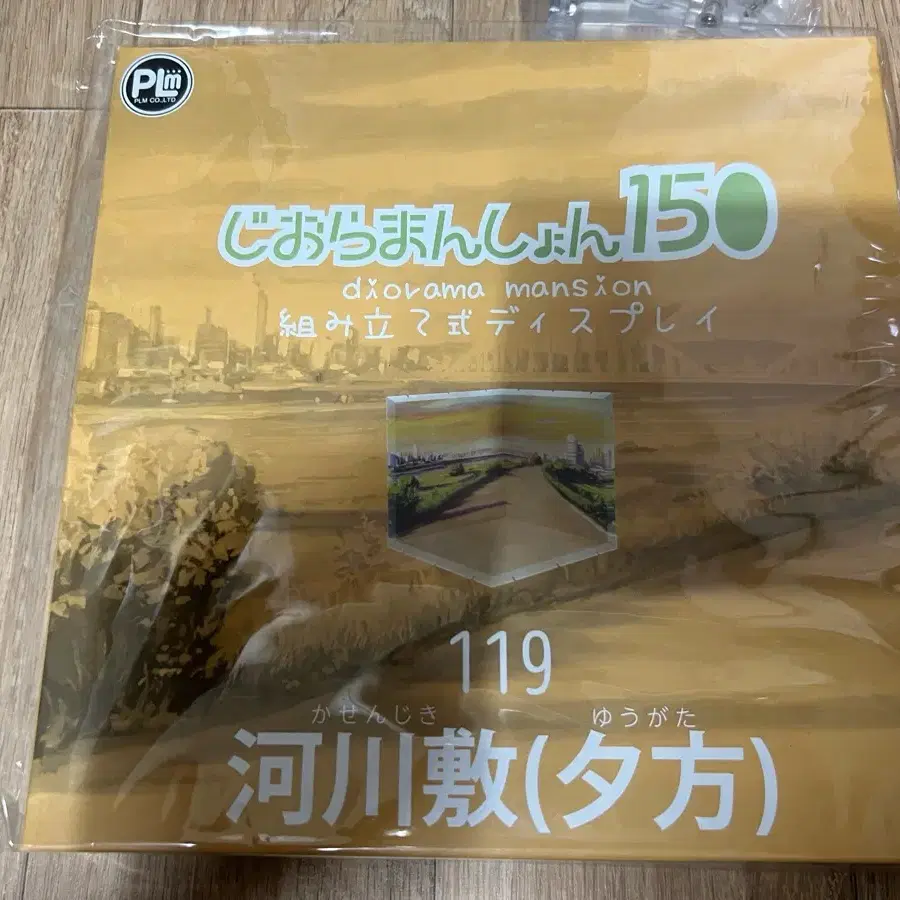 PLM
PLM CO.,LTD
じおらまんしょん150
diorama mansion
組み立て式ディスプレイ
119
かせんじき ゆうがた
河川敷(夕方)